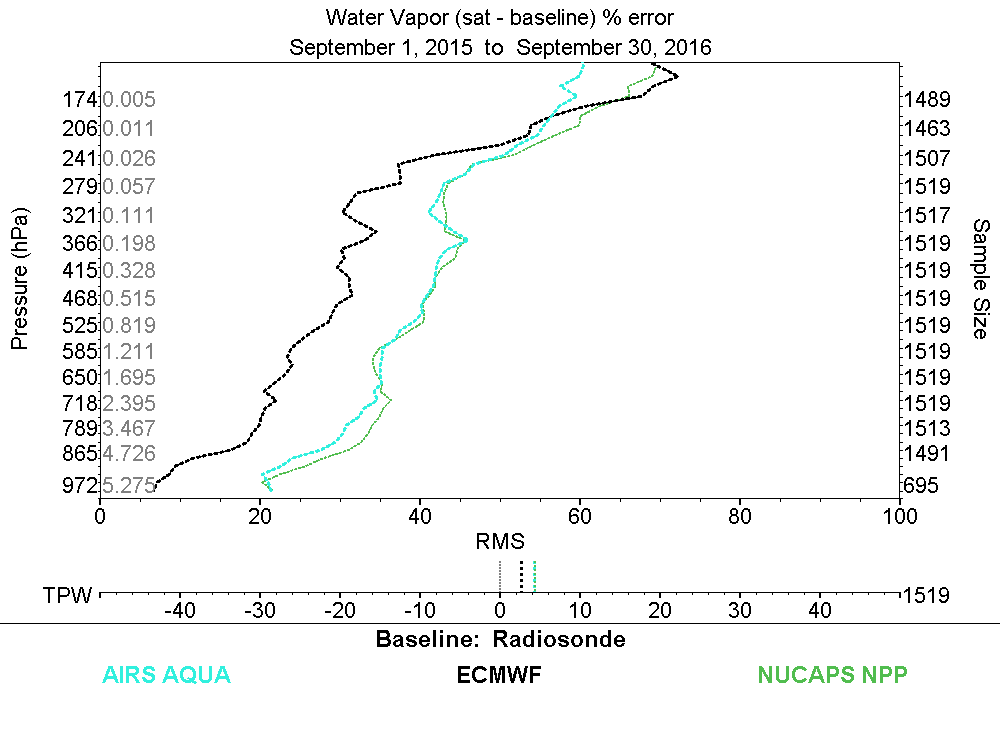 Water Vapor (sat - baseline) % error
September 1, 2015 to September 30, 2016
Pressure (hPa)
174 0.005 1489
206 0.011 1463
241 0.026 1507
279 0.057 1519
321 0.111 1517
366 0.198 1519
415 0.328 1519
468 0.515 1519
525 0.819 1519
585 1.211 1519
650 1.695 1519
718 2.395 1519
789 3.467 1513
865 4.726 1491
972 5.275 695
Sample Size
0 20 40 60 80 100
RMS
TPW 1519
-40 -30 -20 -10 0 10 20 30 40
Baseline: Radiosonde
AIRS AQUA ECMWF NUCAPS NPP